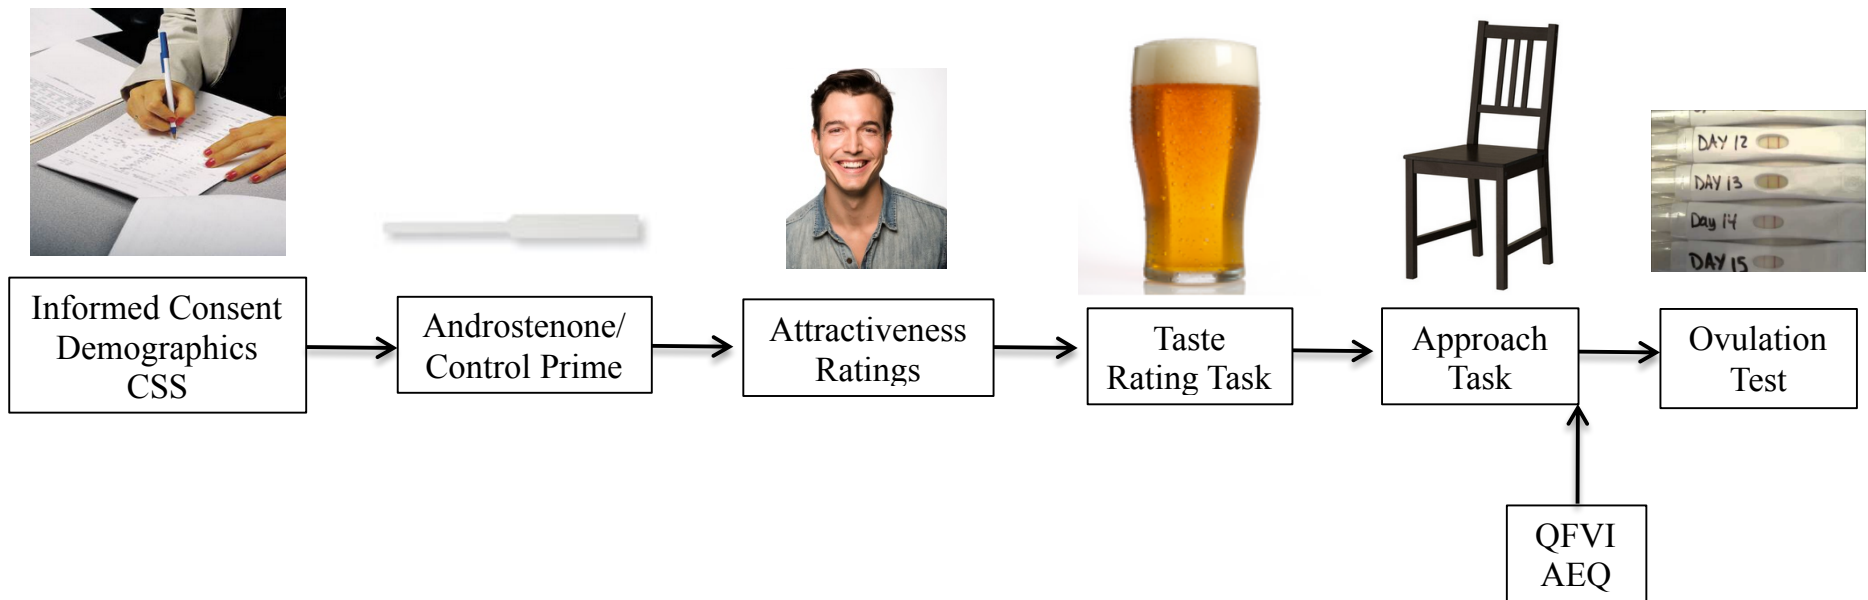 DAY 12
DAY 13
Day 14
DAY 15
Informed Consent
Demographics
CSS
Androstenone/
Control Prime
Attractiveness
Ratings
Taste
Rating Task
Approach
Task
Ovulation
Test
QFVI
AEQ